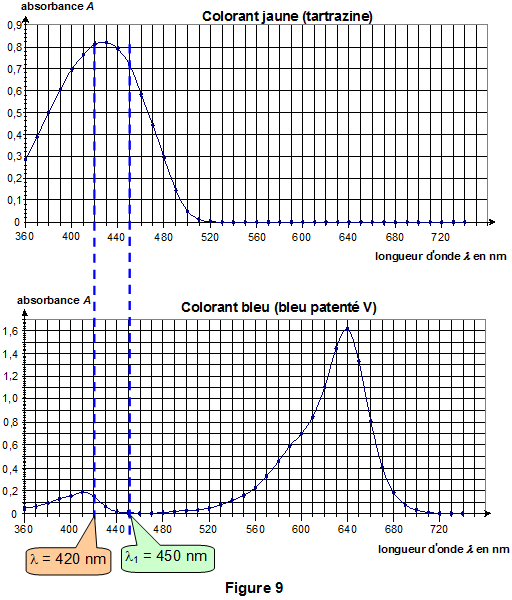 absorbance A
Colorant jaune (tartrazine)
0,9
0,8
0,7
0,6
0,5
0,4
0,3
0,2
0,1
0
360 400 440 480 520 560 600 640 680 720
longueur d'onde λ en nm
absorbance A
Colorant bleu (bleu patenté V)
1,6
1,4
1,2
1,0
0,8
0,6
0,4
0,2
0
360 400 440 480 520 560 600 640 680 720
longueur d'onde λ en nm
λ = 420 nm
λ₁ = 450 nm
Figure 9